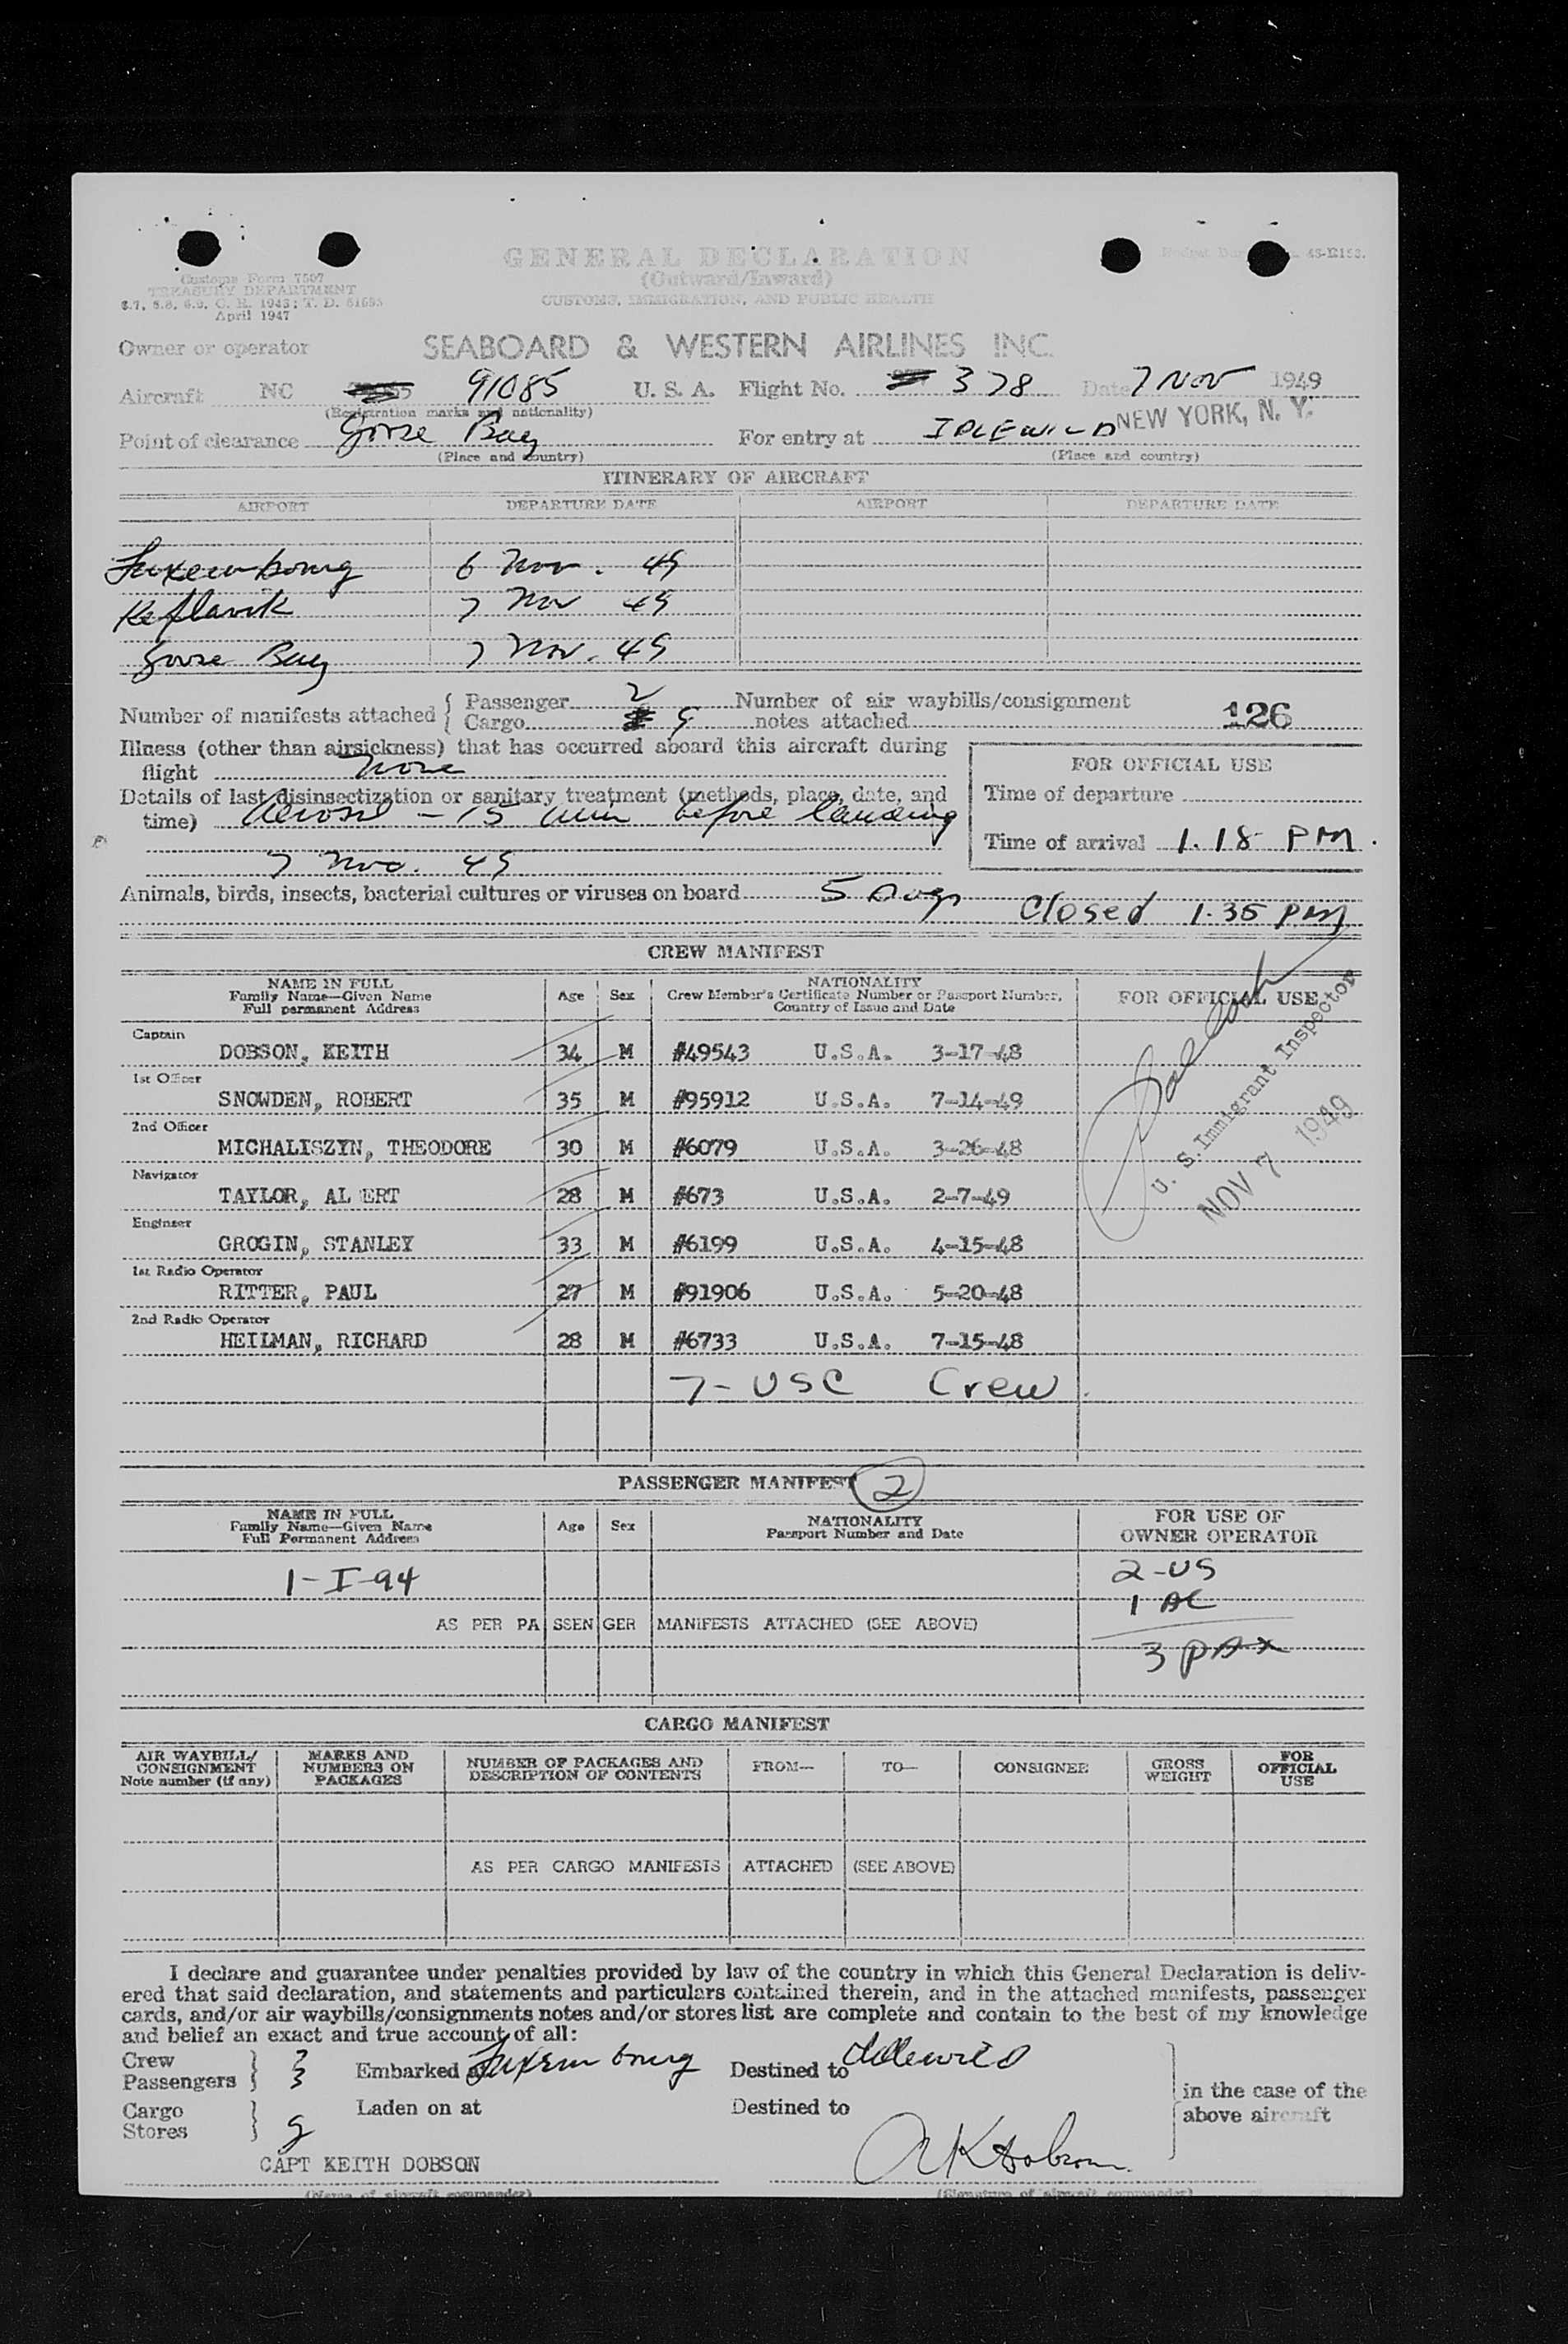 GENERAL DECLARATION
(Outward/Inward)
CUSTOMS, IMMIGRATION, AND PUBLIC HEALTH
Customs Form 7507
TREASURY DEPARTMENT
April 1947
Owner or operator SEABOARD & WESTERN AIRLINES INC.
Aircraft NC 91085 U. S. A. Flight No. 378 Date 7 Nov 1949
(Registration marks and nationality)
Point of clearance Goose Bay For entry at IDLEWILD NEW YORK, N. Y.
(Place and country) (Place and country)
ITINERARY OF AIRCRAFT
AIRPORT DEPARTURE DATE AIRPORT DEPARTURE DATE
Luxembourg 6 Nov. 49
Keflavik 7 Nov 49
Goose Bay 7 Nov. 49
Number of manifests attached { Passenger 2 Number of air waybills/consignment
Cargo 9 notes attached 126
Illness (other than airsickness) that has occurred aboard this aircraft during
flight None
FOR OFFICIAL USE
Details of last disinsectization or sanitary treatment (methods, place, date, and
time) Aerosol - 15 min before landing
7 Nov. 49
Time of departure
Time of arrival 1.18 PM.
Animals, birds, insects, bacterial cultures or viruses on board 5 Dogs
Closed 1.35 PM
CREW MANIFEST
NAME IN FULL
Family Name—Given Name
Full permanent Address
Age Sex
NATIONALITY
Crew Member's Certificate Number or Passport Number,
Country of Issue and Date
FOR OFFICIAL USE
Captain
DOBSON, KEITH 34 M #49543 U.S.A. 3-17-48
1st Officer
SNOWDEN, ROBERT 35 M #95912 U.S.A. 7-14-49
2nd Officer
MICHALISZYN, THEODORE 30 M #6079 U.S.A. 3-26-48
Navigator
TAYLOR, AL ERT 28 M #673 U.S.A. 2-7-49
Engineer
GROGIN, STANLEY 33 M #6199 U.S.A. 4-15-48
1st Radio Operator
RITTER, PAUL 27 M #91906 U.S.A. 5-20-48
2nd Radio Operator
HEILMAN, RICHARD 28 M #6733 U.S.A. 7-15-48
7- USC Crew.
U. S. Immigrant Inspector
NOV 7 1949
PASSENGER MANIFEST 2
NAME IN FULL
Family Name—Given Name
Full Permanent Address
Age Sex
NATIONALITY
Passport Number and Date
FOR USE OF
OWNER OPERATOR
1-I-94
2-US
1 AC
AS PER PASSENGER MANIFESTS ATTACHED (SEE ABOVE)
3 PAX
CARGO MANIFEST
AIR WAYBILL/
CONSIGNMENT
Note number (if any)
MARKS AND
NUMBERS ON
PACKAGES
NUMBER OF PACKAGES AND
DESCRIPTION OF CONTENTS
FROM— TO— CONSIGNEE
GROSS
WEIGHT
FOR
OFFICIAL
USE
AS PER CARGO MANIFESTS ATTACHED (SEE ABOVE)
I declare and guarantee under penalties provided by law of the country in which this General Declaration is deliv-
ered that said declaration, and statements and particulars contained therein, and in the attached manifests, passenger
cards, and/or air waybills/consignments notes and/or stores list are complete and contain to the best of my knowledge
and belief an exact and true account of all:
Crew 7 Embarked at Luxembourg Destined to Idlewild
Passengers 3
in the case of the
above aircraft
Cargo Laden on at Destined to
Stores 9
CAPT KEITH DOBSON AKDobson
(Name of aircraft commander) (Signature of aircraft commander)